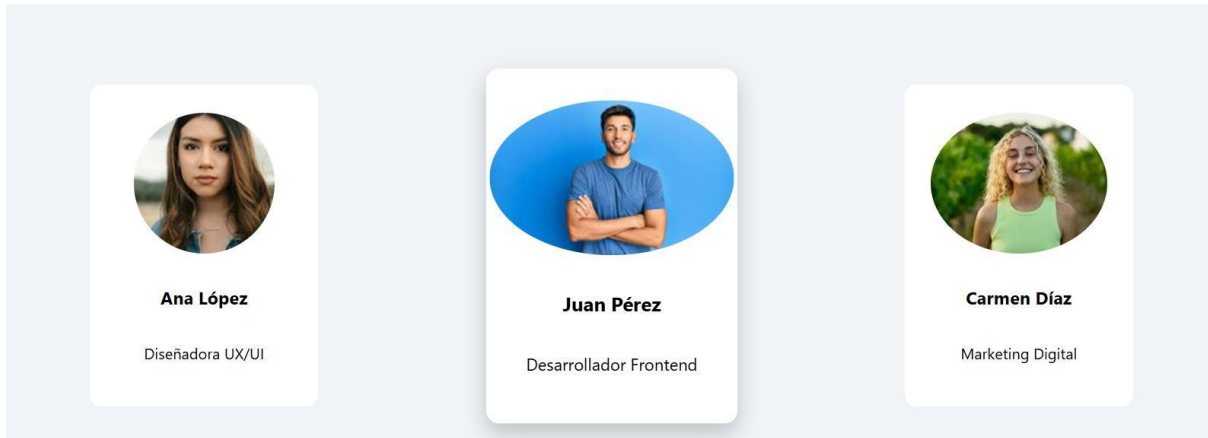 Ana López
Diseñadora UX/UI
Juan Pérez
Desarrollador Frontend
Carmen Díaz
Marketing Digital